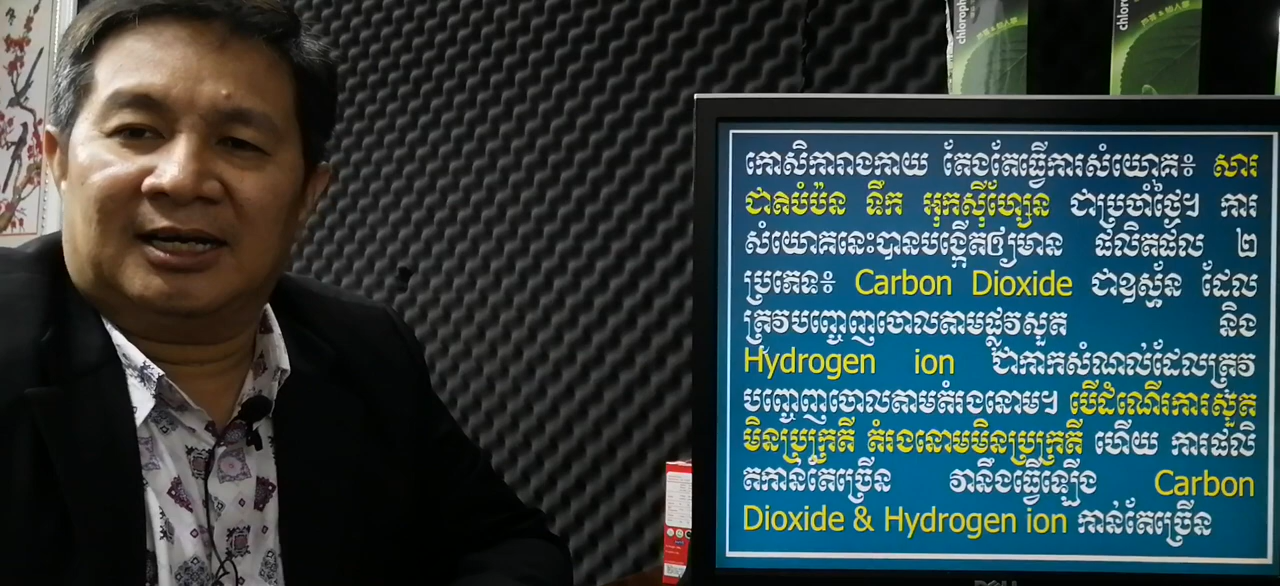 chloroph
chlorop
កោសិការាងកាយ តែងតែធ្វើការសំយោគ៖ សារ
ជាតិបំប៉ន ទឹក អុកស៊ីហ្សែន ជាប្រចាំថ្ងៃ។ ការ
សំយោគនេះបានបង្កើតឲ្យមាន ផលិតផល ២
ប្រភេទ៖ Carbon Dioxide ជាឧស្ម័ន ដែល
ត្រូវបញ្ចេញចោលតាមផ្លូវសួត និង
Hydrogen ion ជាកាកសំណល់ដែលត្រូវ
បញ្ចេញចោលតាមតំរងនោម។ បើដំណើរការសួត
មិនប្រក្រតី តំរងនោមមិនប្រក្រតី ហើយ ការផលិ
តកាន់តែច្រើន វានឹងធ្វើឡើង Carbon
Dioxide & Hydrogen ion កាន់តែច្រើន